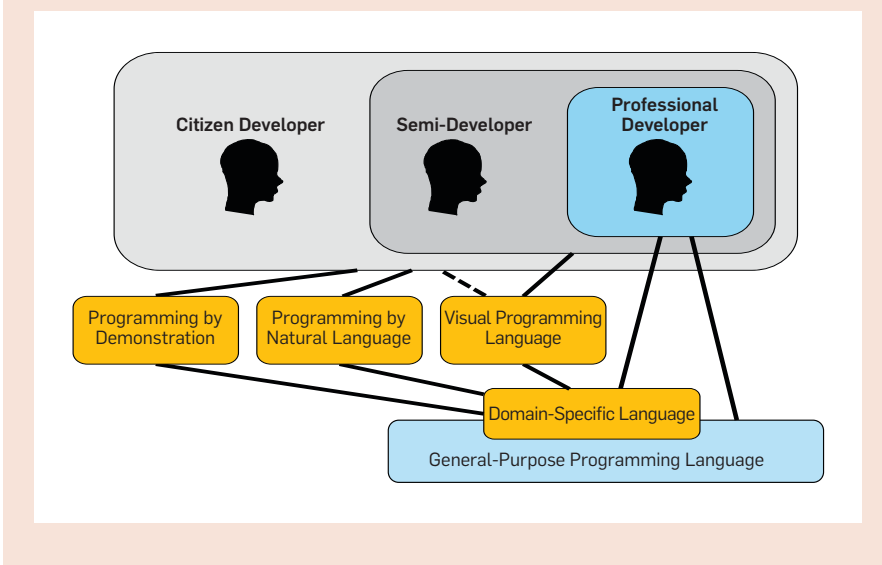 Citizen Developer
Semi-Developer
Professional
Developer
Programming by
Demonstration
Programming by
Natural Language
Visual Programming
Language
Domain-Specific Language
General-Purpose Programming Language